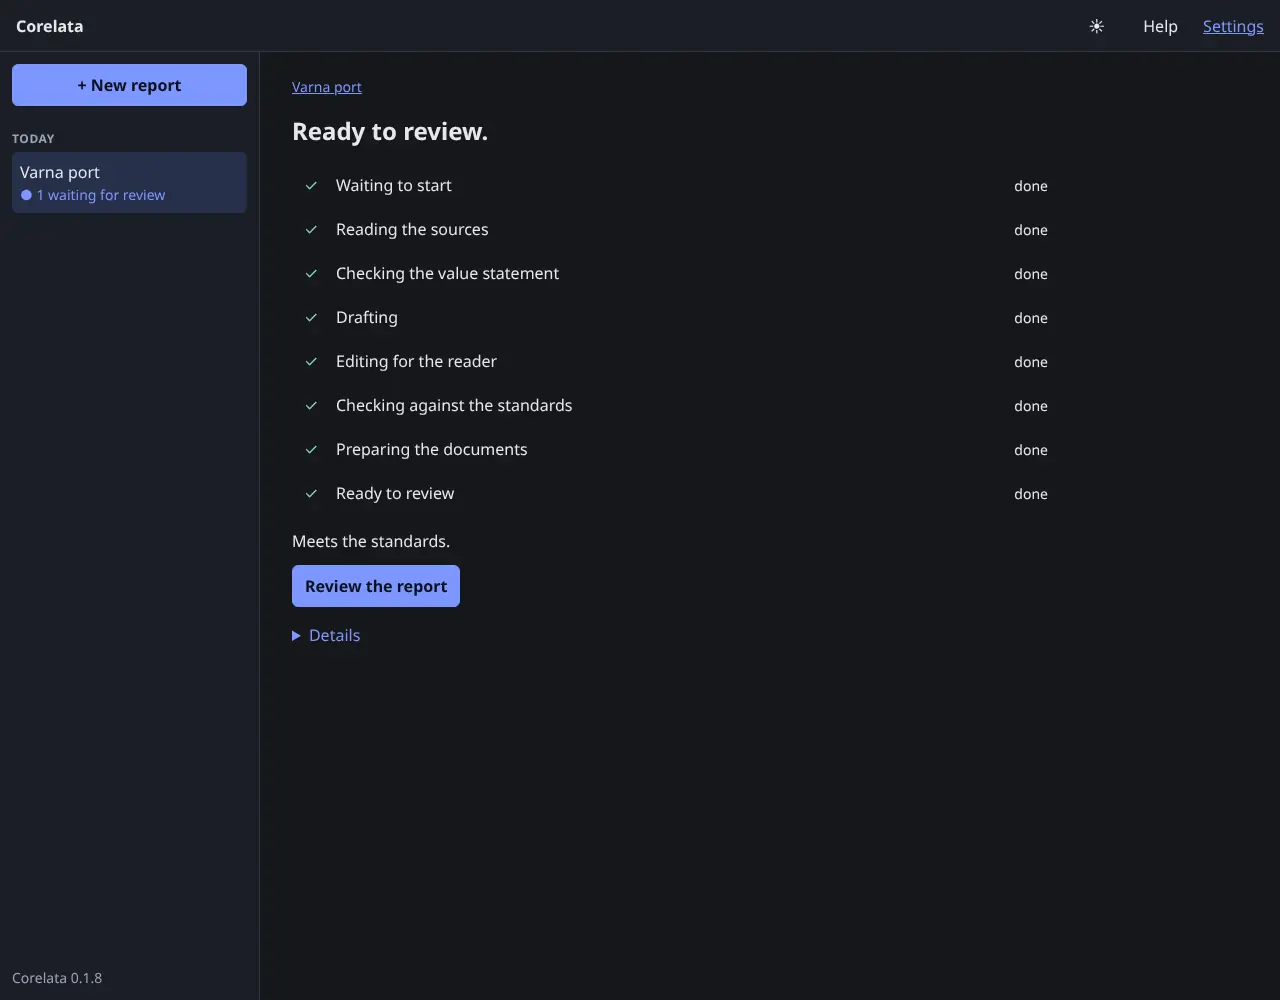 Corelata
☀ Help Settings
+ New report
TODAY
Varna port
1 waiting for review
Varna port
Ready to review.
✓ Waiting to start done
✓ Reading the sources done
✓ Checking the value statement done
✓ Drafting done
✓ Editing for the reader done
✓ Checking against the standards done
✓ Preparing the documents done
✓ Ready to review done
Meets the standards.
Review the report
▶ Details
Corelata 0.1.8